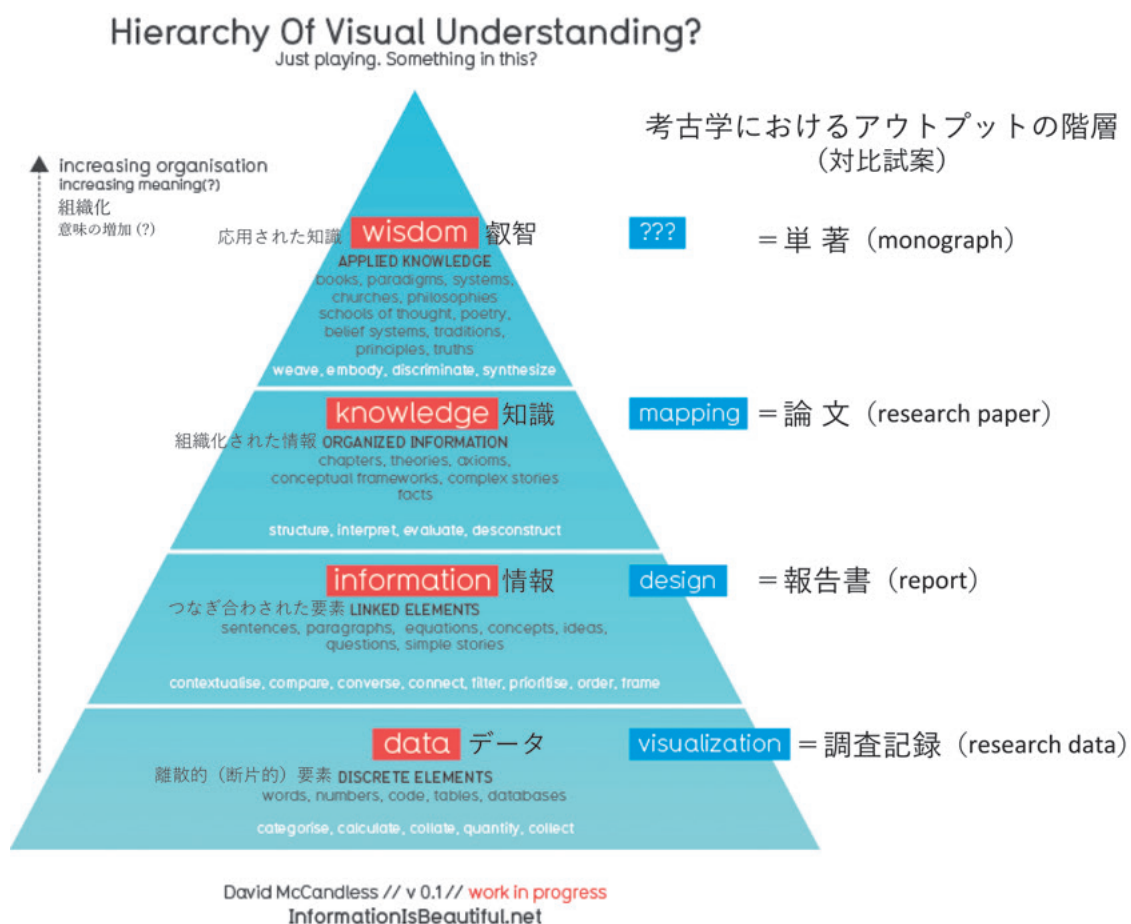 Hierarchy Of Visual Understanding?
Just playing. Something in this?
考古学におけるアウトプットの階層
（対比試案）
increasing organisation
increasing meaning(?)
組織化
意味の増加 (?)
応用された知識 wisdom 叡智 ??? ＝単 著（monograph）
APPLIED KNOWLEDGE
books, paradigms, systems,
churches, philosophies
schools of thought, poetry,
belief systems, traditions,
principles, truths
weave, embody, discriminate, synthesize
knowledge 知識 mapping ＝論 文（research paper）
組織化された情報 ORGANIZED INFORMATION
chapters, theories, axioms,
conceptual frameworks, complex stories
facts
structure, interpret, evaluate, desconstruct
information 情報 design ＝報告書（report）
つなぎ合わされた要素 LINKED ELEMENTS
sentences, paragraphs, equations, concepts, ideas,
questions, simple stories
contextualise, compare, converse, connect, filter, prioritise, order, frame
data データ visualization ＝調査記録（research data）
離散的（断片的）要素 DISCRETE ELEMENTS
words, numbers, code, tables, databases
categorise, calculate, collate, quantify, collect
David McCandless // v 0.1 // work in progress
InformationIsBeautiful.net